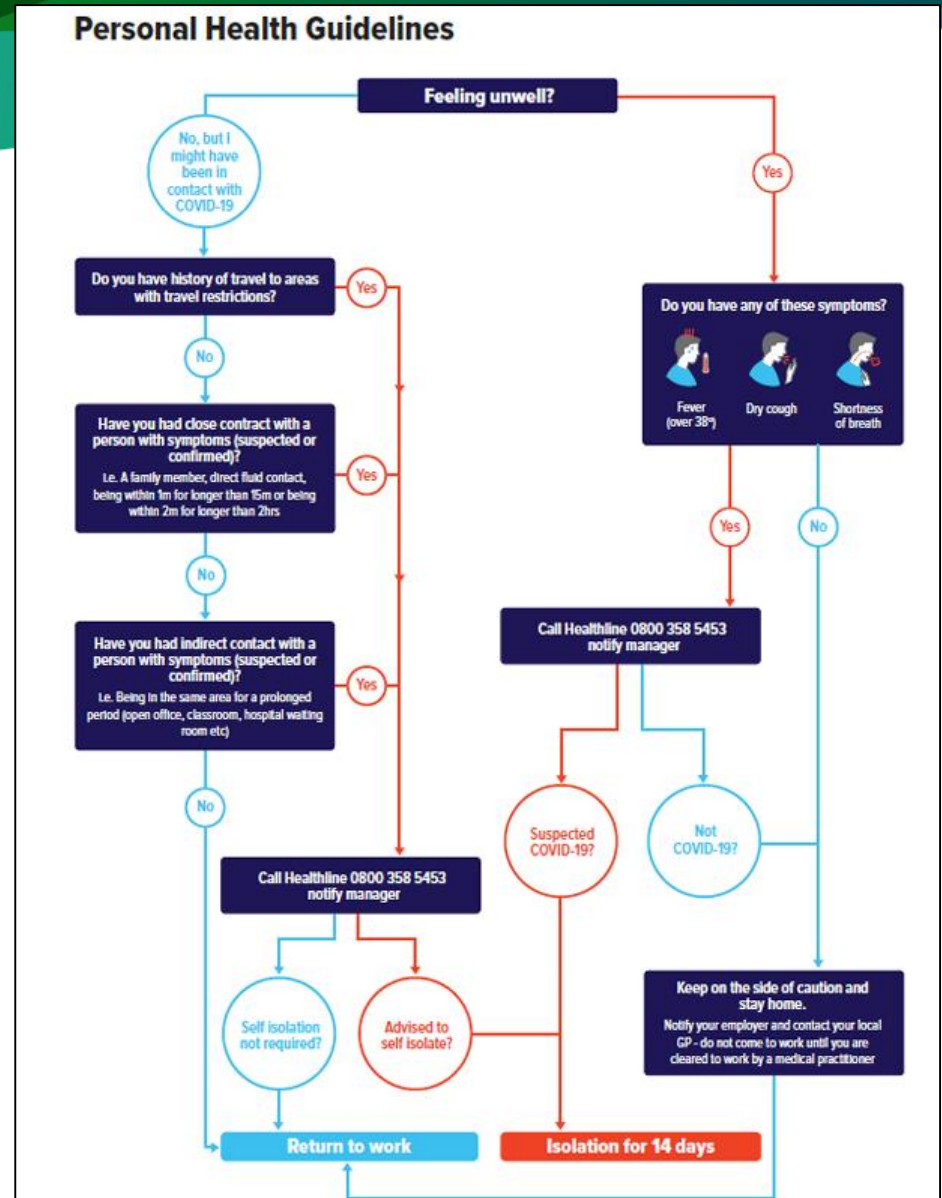 Personal Health Guidelines
Feeling unwell?
No, but I
might have
been in
contact with
COVID-19
Yes
Do you have history of travel to areas
with travel restrictions?
Yes
No
Have you had close contract with a
person with symptoms (suspected or
confirmed)?
i.e. A family member, direct fluid contact,
being within 1m for longer than 15m or being
within 2m for longer than 2hrs
Yes
No
Have you had indirect contact with a
person with symptoms (suspected or
confirmed)?
i.e. Being in the same area for a prolonged
period (open office, classroom, hospital waiting
room etc)
Yes
No
Call Healthline 0800 358 5453
notify manager
Self isolation
not required?
Advised to
self isolate?
Do you have any of these symptoms?
Fever
(over 38°)
Dry cough
Shortness
of breath
Yes
No
Call Healthline 0800 358 5453
notify manager
Suspected
COVID-19?
Not
COVID-19?
Keep on the side of caution and
stay home.
Notify your employer and contact your local
GP - do not come to work until you are
cleared to work by a medical practitioner
Return to work
Isolation for 14 days